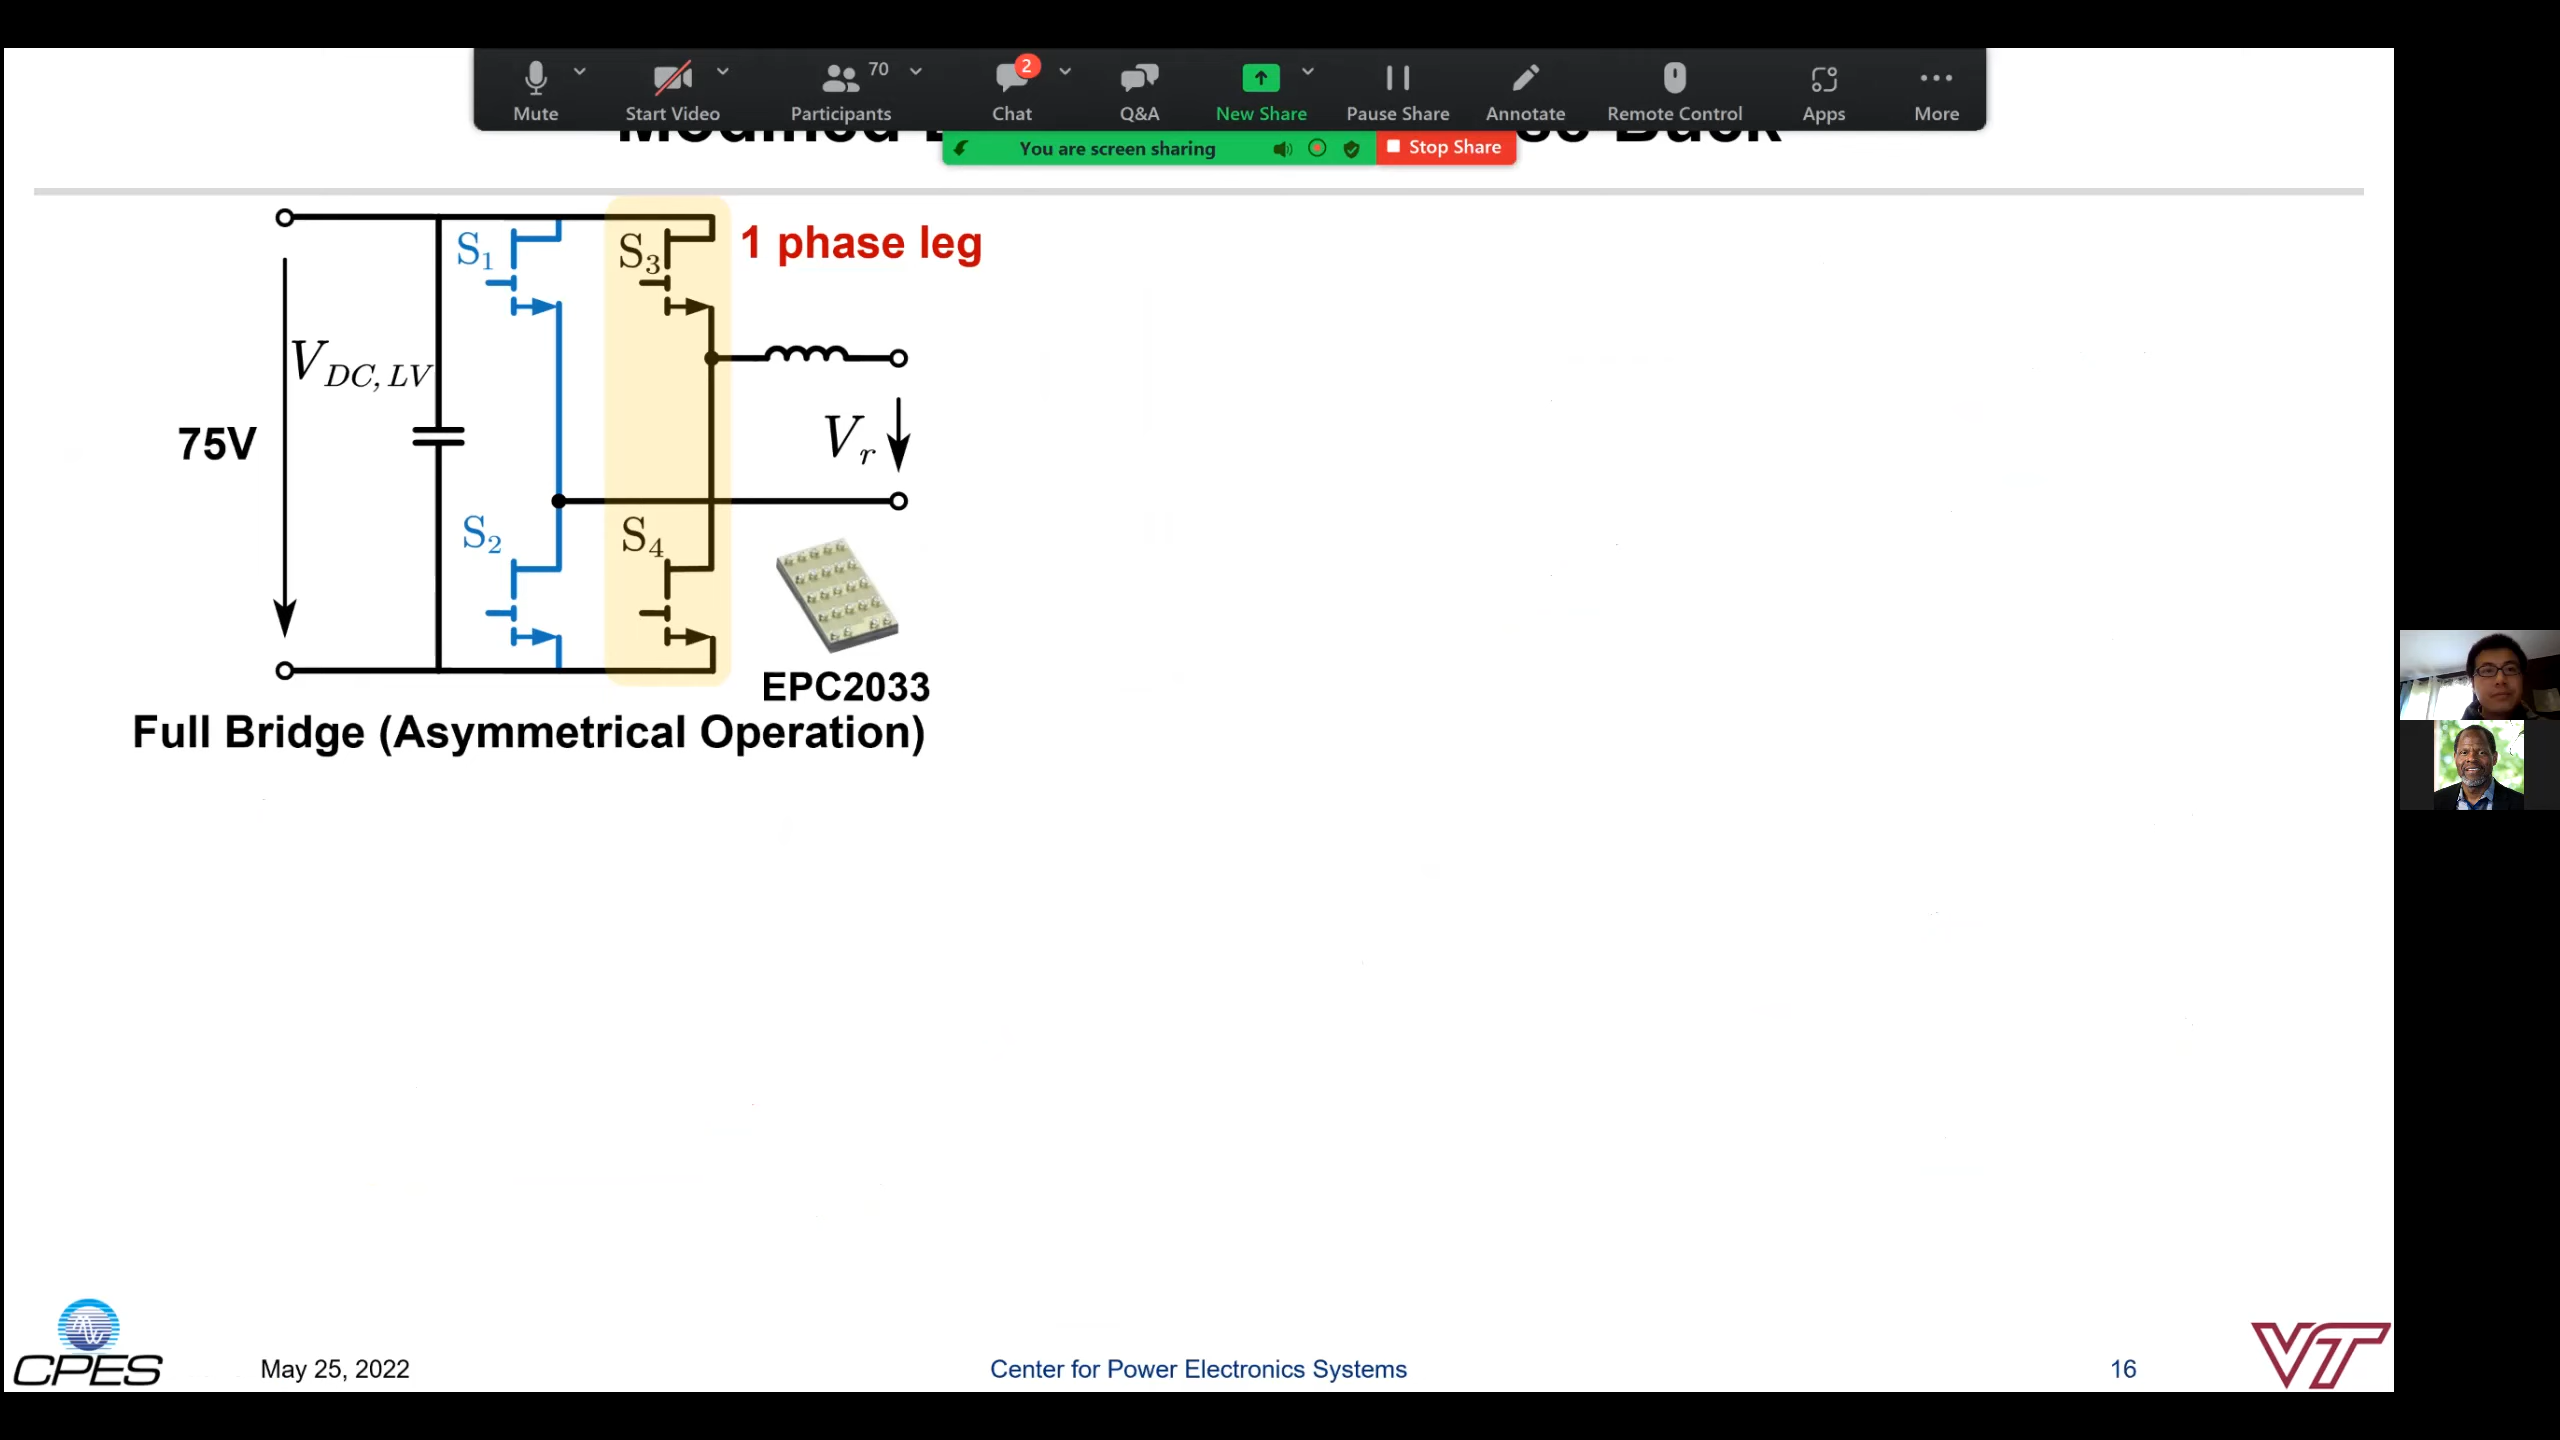 Mute
Start Video
Participants
70
Chat
2
Q&A
New Share
Pause Share
Annotate
Remote Control
Apps
More
You are screen sharing
Stop Share
Buck
S1
S3
1 phase leg
VDC, LV
75V
Vr
S2
S4
EPC2033
Full Bridge (Asymmetrical Operation)
CPES
May 25, 2022
Center for Power Electronics Systems
16
VT